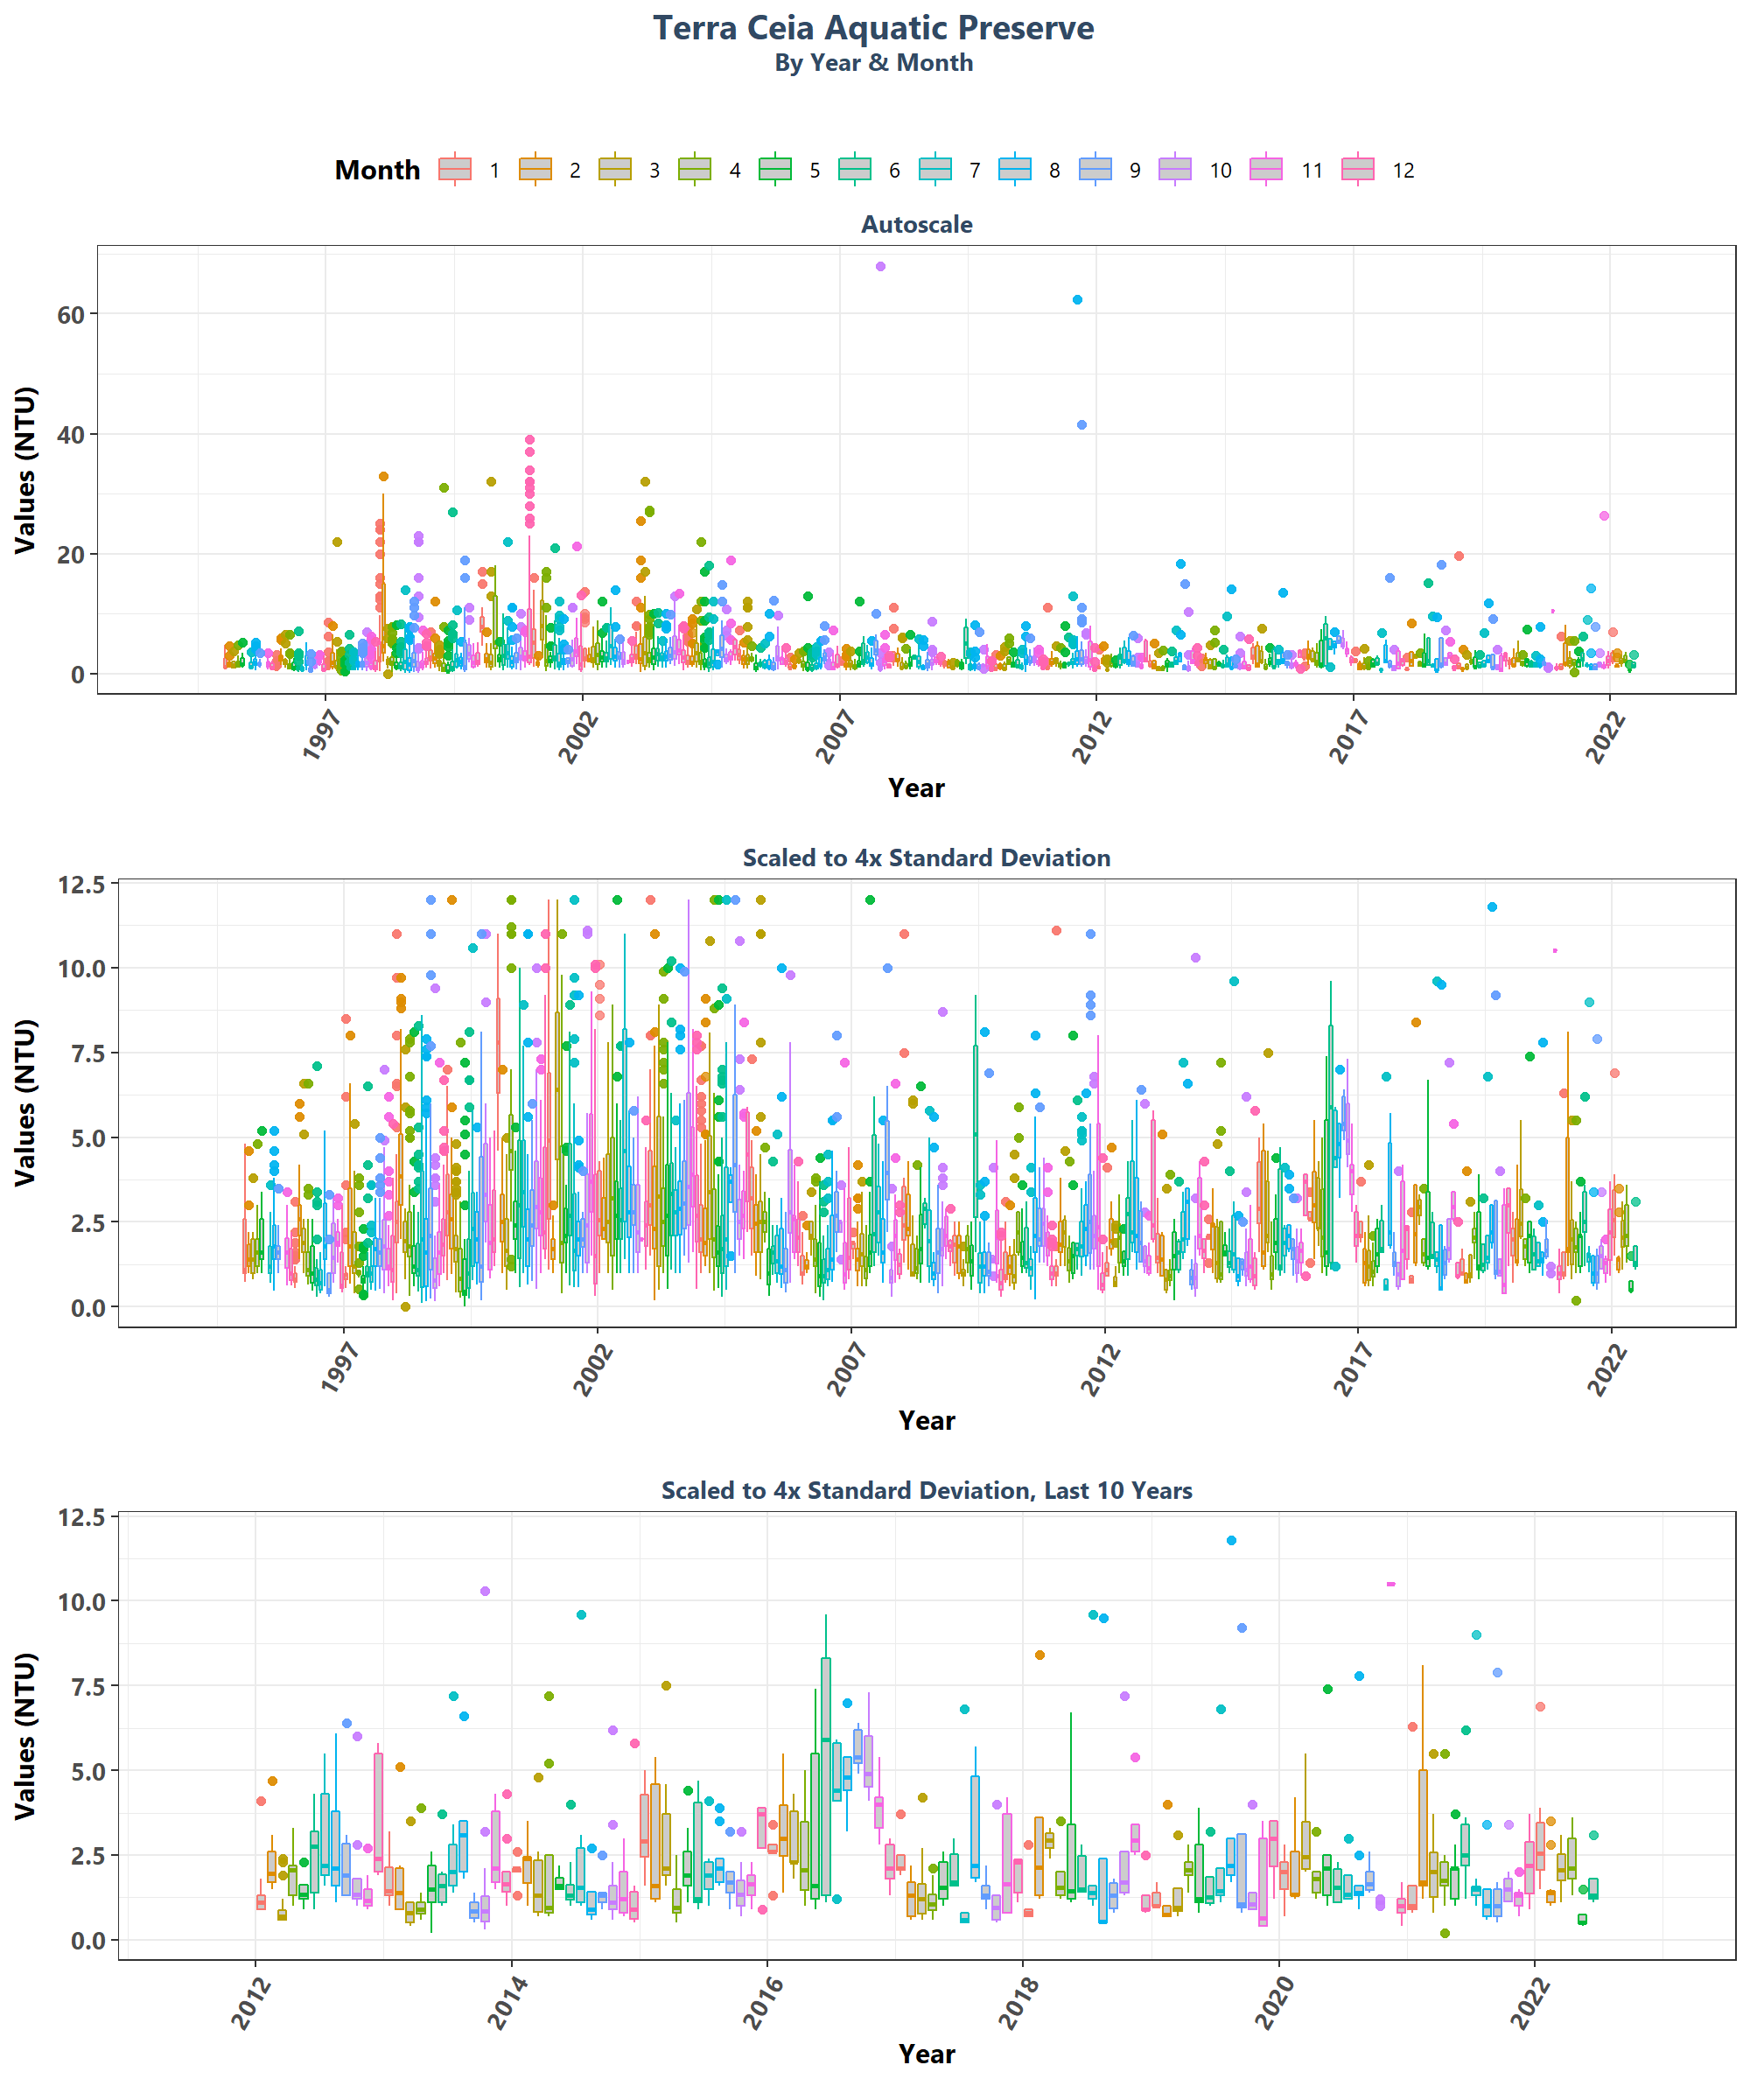 Terra Ceia Aquatic Preserve
By Year & Month
Month 1 2 3 4 5 6 7 8 9 10 11 12
Autoscale
Values (NTU)
60
40
20
0
1997 2002 2007 2012 2017 2022
Year
Scaled to 4x Standard Deviation
Values (NTU)
12.5
10.0
7.5
5.0
2.5
0.0
1997 2002 2007 2012 2017 2022
Year
Scaled to 4x Standard Deviation, Last 10 Years
Values (NTU)
12.5
10.0
7.5
5.0
2.5
0.0
2012 2014 2016 2018 2020 2022
Year